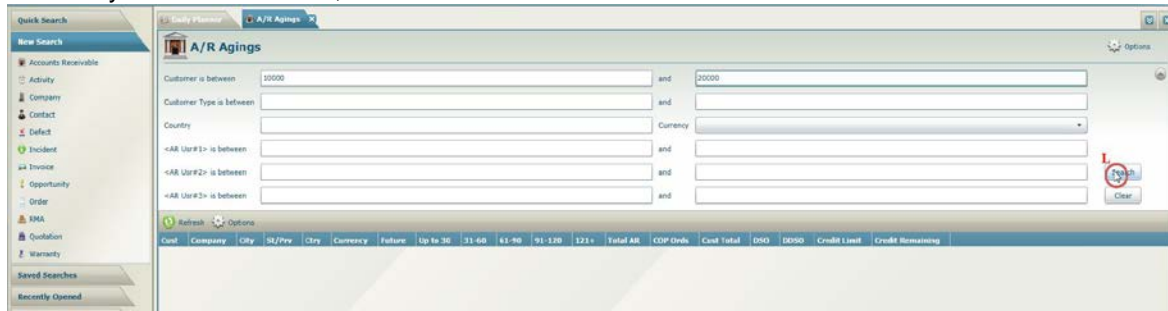 Quick Search
Daily Planner A/R Agings X
New Search
A/R Agings
Options
Accounts Receivable
Activity
Company
Contact
Defect
Incident
Invoice
Opportunity
Order
RMA
Quotation
Warranty
Saved Searches
Recently Opened
Customer is between 10000 and 20000
Customer Type is between and
Country Currency
<AR Usr#1> is between and
<AR Usr#2> is between and
<AR Usr#3> is between and
L
Search
Clear
Refresh Options
Cust Company City St/Prv Ctry Currency Future Up to 30 31-60 61-90 91-120 121+ Total AR COP Ords Cust Total DSO DDSO Credit Limit Credit Remaining